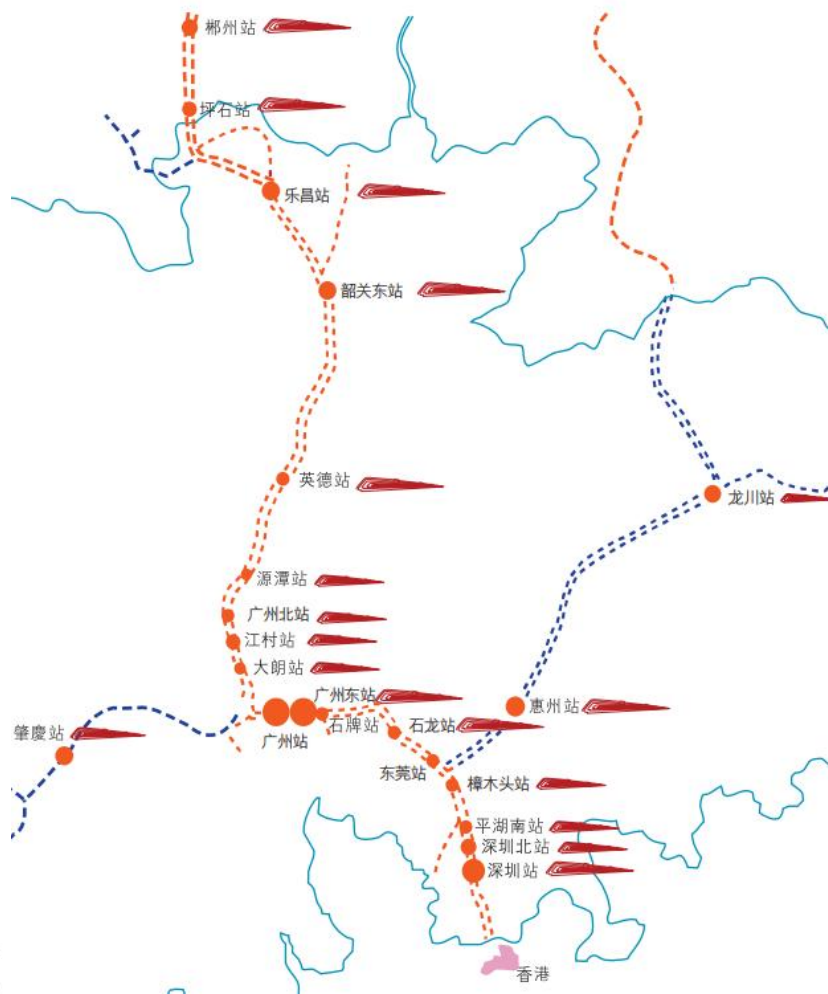 郴州站
坪石站
乐昌站
韶关东站
英德站
龙川站
源潭站
广州北站
江村站
大朗站
广州东站
惠州站
石牌站
石龙站
肇慶站
广州站
东莞站
樟木头站
平湖南站
深圳北站
深圳站
香港